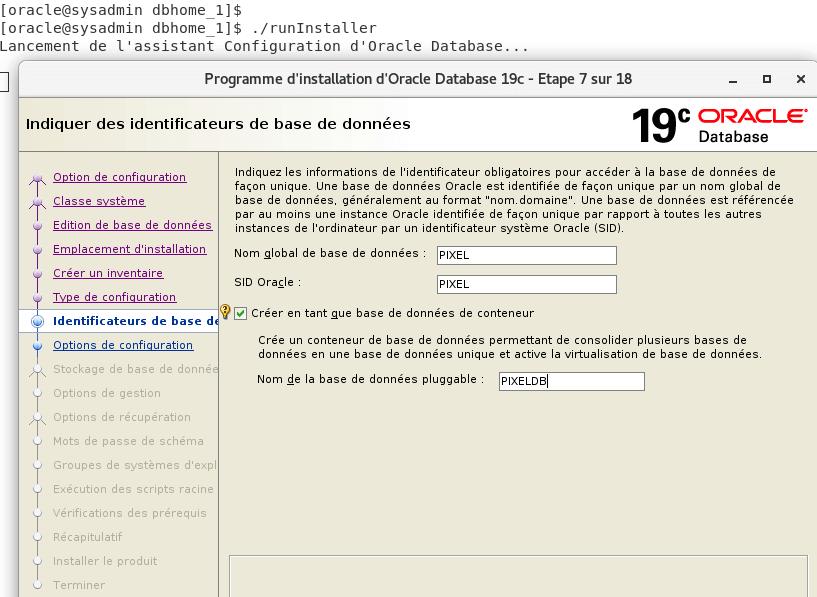 [oracle@sysadmin dbhome_1]$
[oracle@sysadmin dbhome_1]$ ./runInstaller
Lancement de l'assistant Configuration d'Oracle Database...
Programme d'installation d'Oracle Database 19c - Etape 7 sur 18
Indiquer des identificateurs de base de données
19c ORACLE
Database
Option de configuration
Classe système
Edition de base de données
Emplacement d'installation
Créer un inventaire
Type de configuration
Identificateurs de base de
Options de configuration
Stockage de base de donnée
Options de gestion
Options de récupération
Mots de passe de schéma
Groupes de systèmes d'expl
Exécution des scripts racine
Vérifications des prérequis
Récapitulatif
Installer le produit
Terminer
Indiquez les informations de l'identificateur obligatoires pour accéder à la base de données de
façon unique. Une base de données Oracle est identifiée de façon unique par un nom global de
base de données, généralement au format "nom.domaine". Une base de données est référencée
par au moins une instance Oracle identifiée de façon unique par rapport à toutes les autres
instances de l'ordinateur par un identificateur système Oracle (SID).
Nom global de base de données : PIXEL
SID Oracle : PIXEL
Créer en tant que base de données de conteneur
Crée un conteneur de base de données permettant de consolider plusieurs bases de
données en une base de données unique et active la virtualisation de base de données.
Nom de la base de données pluggable : PIXELDB